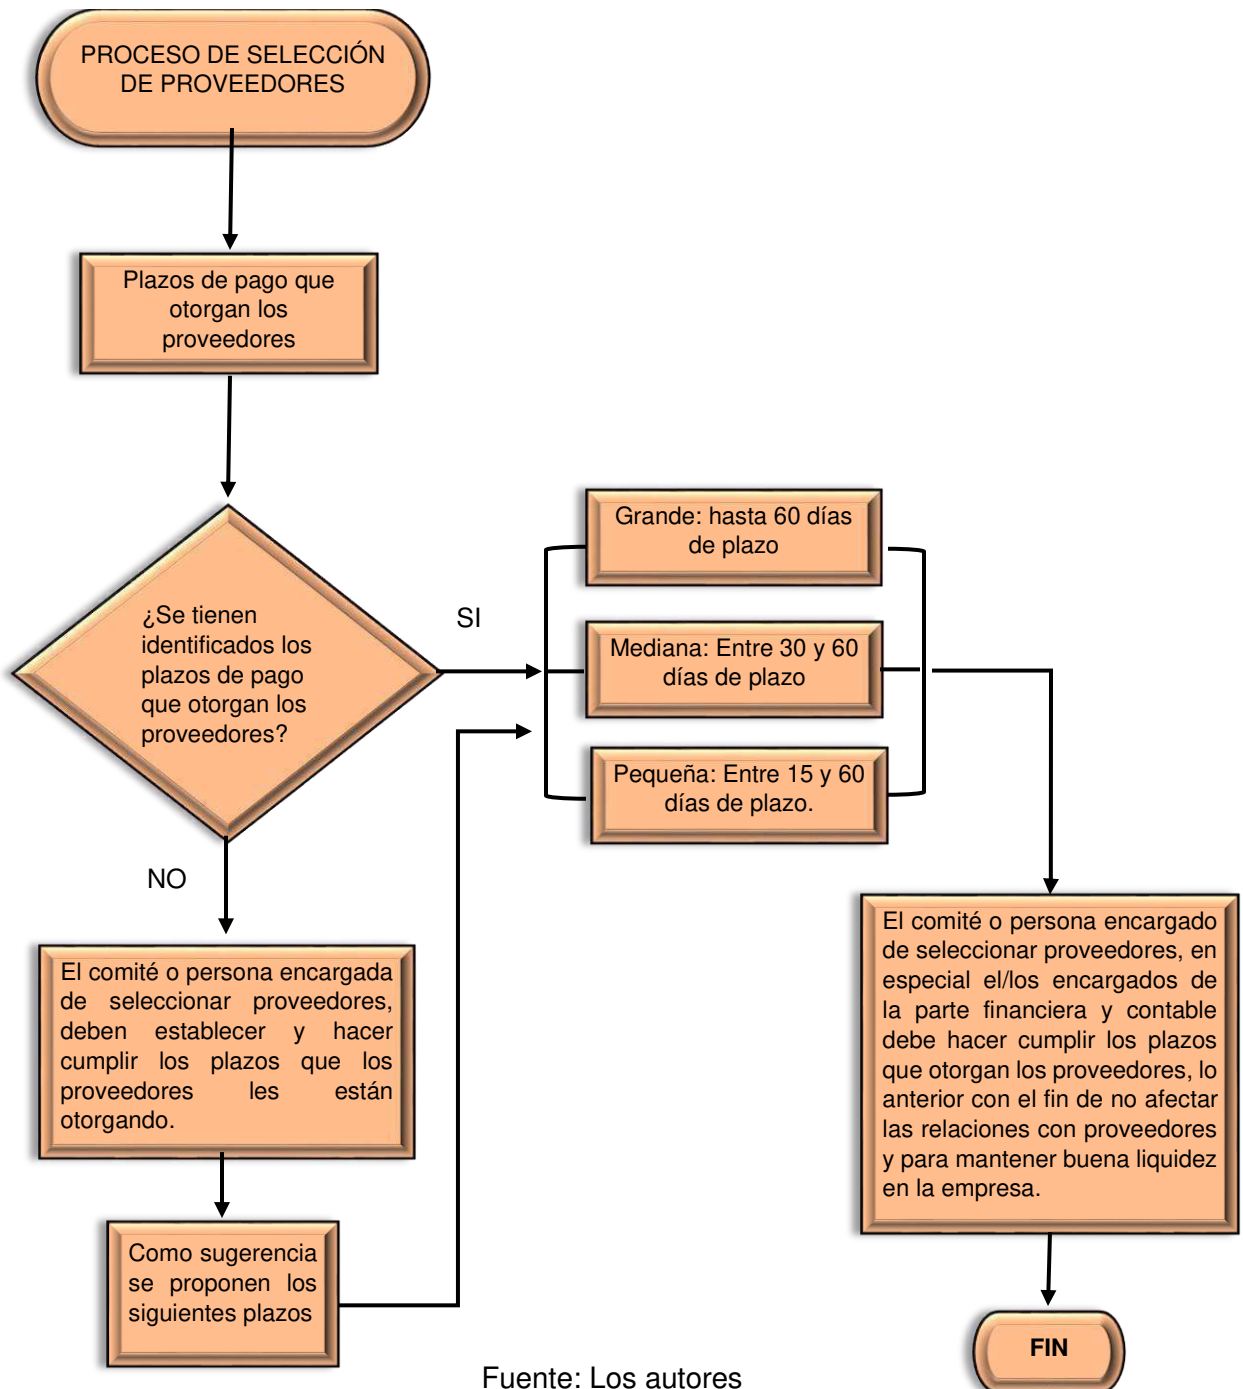 PROCESO DE SELECCIÓN
DE PROVEEDORES
Plazos de pago que
otorgan los
proveedores
¿Se tienen
identificados los
plazos de pago
que otorgan los
proveedores?
SI
Grande: hasta 60 días
de plazo
Mediana: Entre 30 y 60
días de plazo
Pequeña: Entre 15 y 60
días de plazo.
NO
El comité o persona encargada
de seleccionar proveedores,
deben establecer y hacer
cumplir los plazos que los
proveedores les están
otorgando.
Como sugerencia
se proponen los
siguientes plazos
El comité o persona encargado
de seleccionar proveedores, en
especial el/los encargados de
la parte financiera y contable
debe hacer cumplir los plazos
que otorgan los proveedores, lo
anterior con el fin de no afectar
las relaciones con proveedores
y para mantener buena liquidez
en la empresa.
FIN
Fuente: Los autores